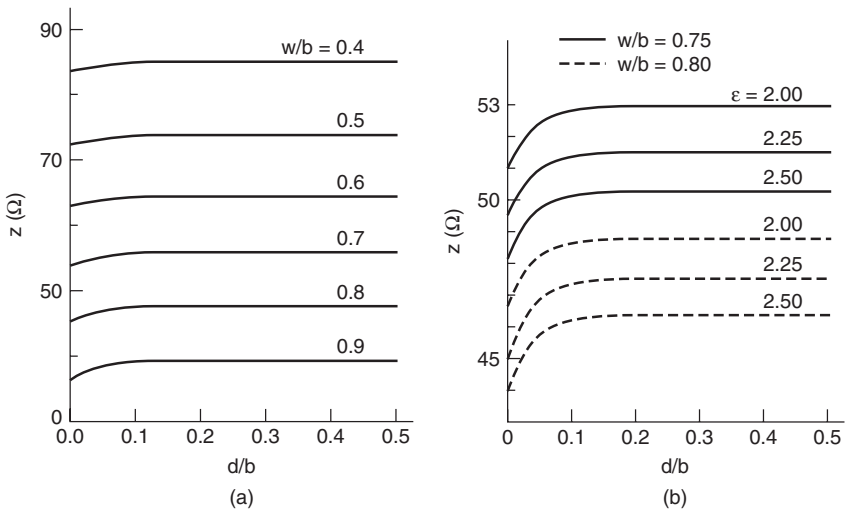 90
70
50
0
z (Ω)
w/b = 0.4
0.5
0.6
0.7
0.8
0.9
0.0 0.1 0.2 0.3 0.4 0.5
d/b
(a)
w/b = 0.75
w/b = 0.80
53
50
45
z (Ω)
ε = 2.00
2.25
2.50
2.00
2.25
2.50
0 0.1 0.2 0.3 0.4 0.5
d/b
(b)